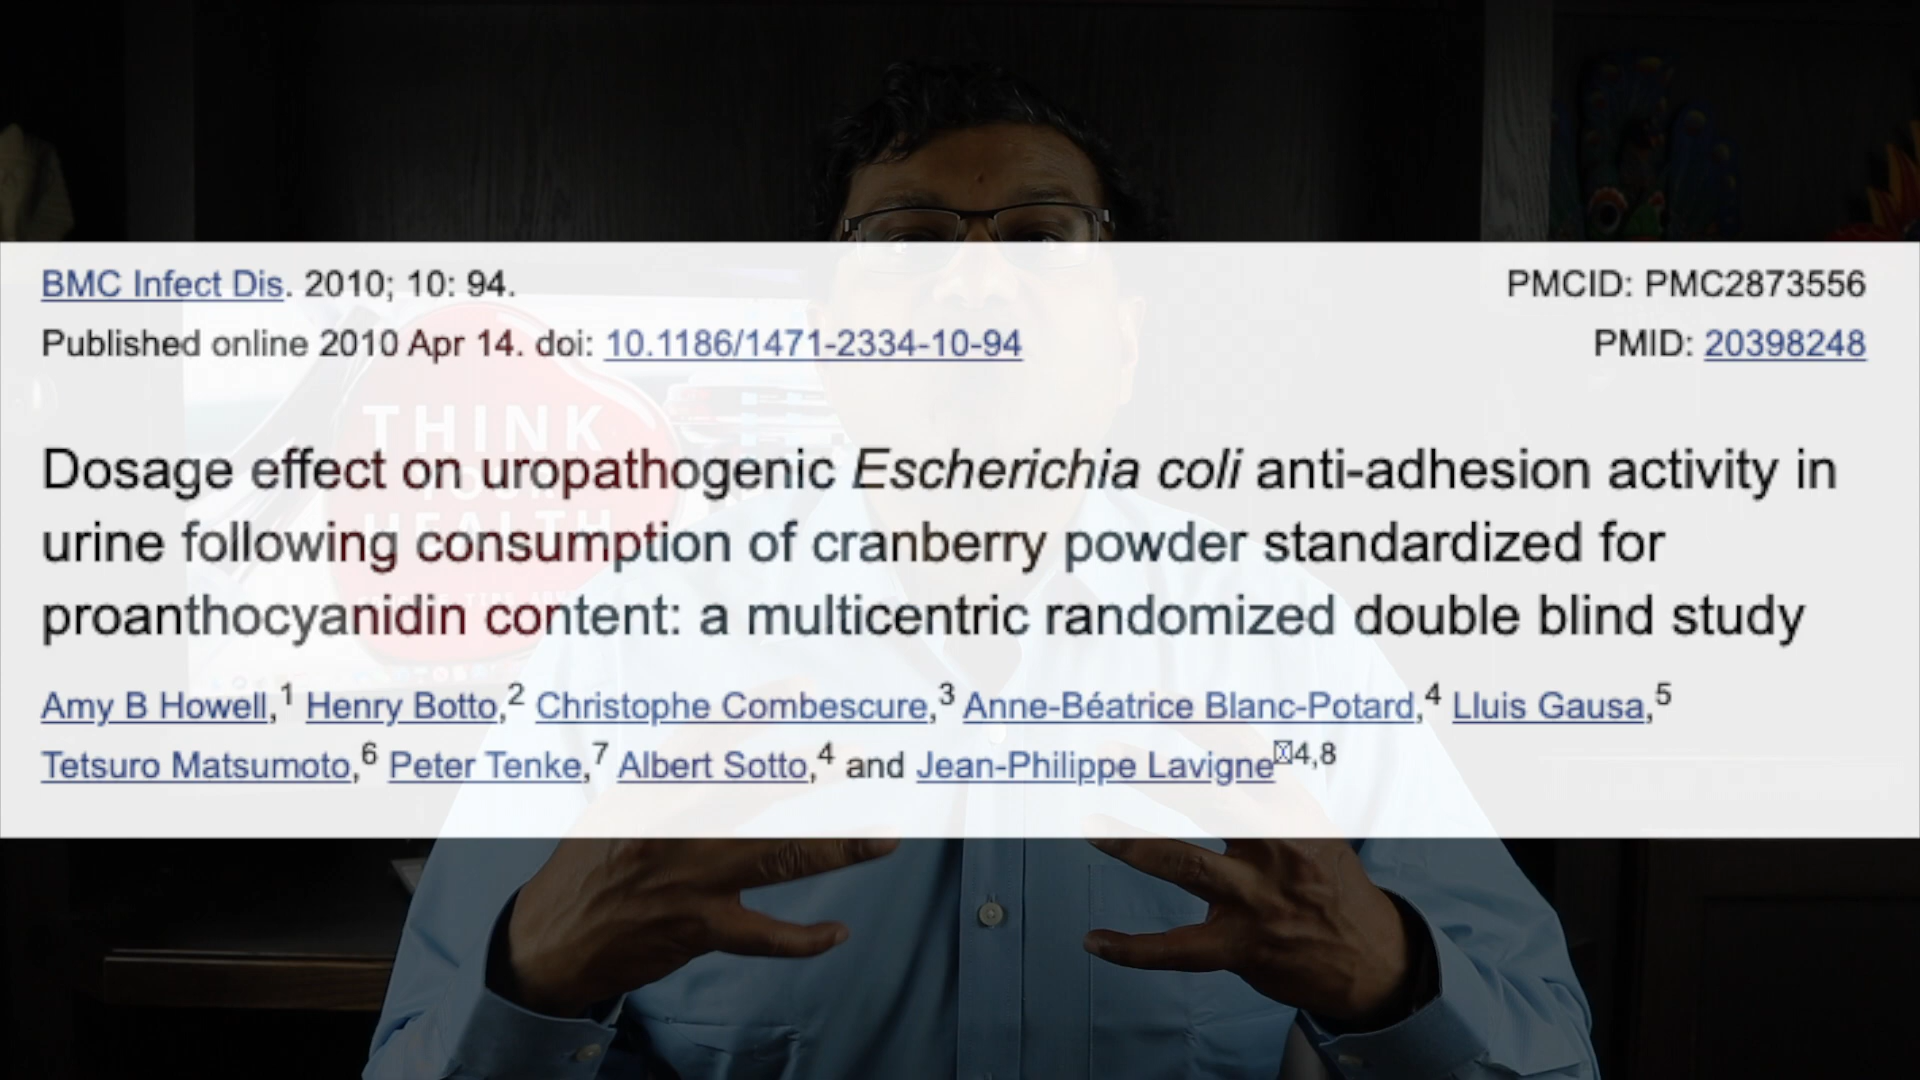 BMC Infect Dis. 2010; 10: 94.
PMCID: PMC2873556
Published online 2010 Apr 14. doi: 10.1186/1471-2334-10-94
PMID: 20398248
Dosage effect on uropathogenic Escherichia coli anti-adhesion activity in
urine following consumption of cranberry powder standardized for
proanthocyanidin content: a multicentric randomized double blind study
Amy B Howell,1 Henry Botto,2 Christophe Combescure,3 Anne-Béatrice Blanc-Potard,4 Lluis Gausa,5
Tetsuro Matsumoto,6 Peter Tenke,7 Albert Sotto,4 and Jean-Philippe Lavigne4,8
THINK
YOUR
HEALTH